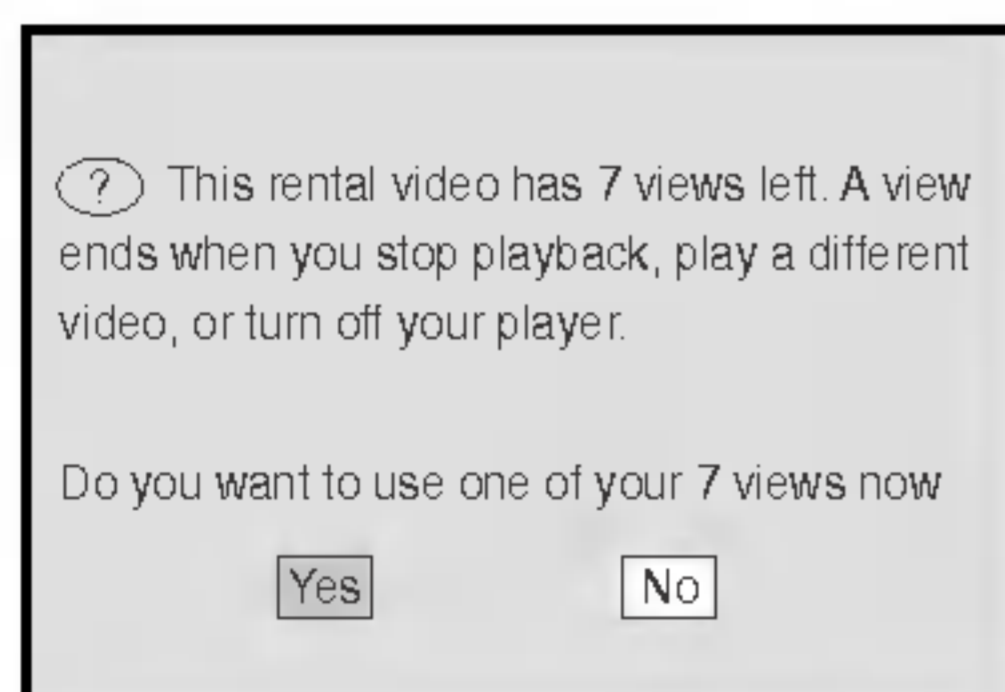 ? This rental video has 7 views left. A view
ends when you stop playback, play a different
video, or turn off your player.
Do you want to use one of your 7 views now
Yes No